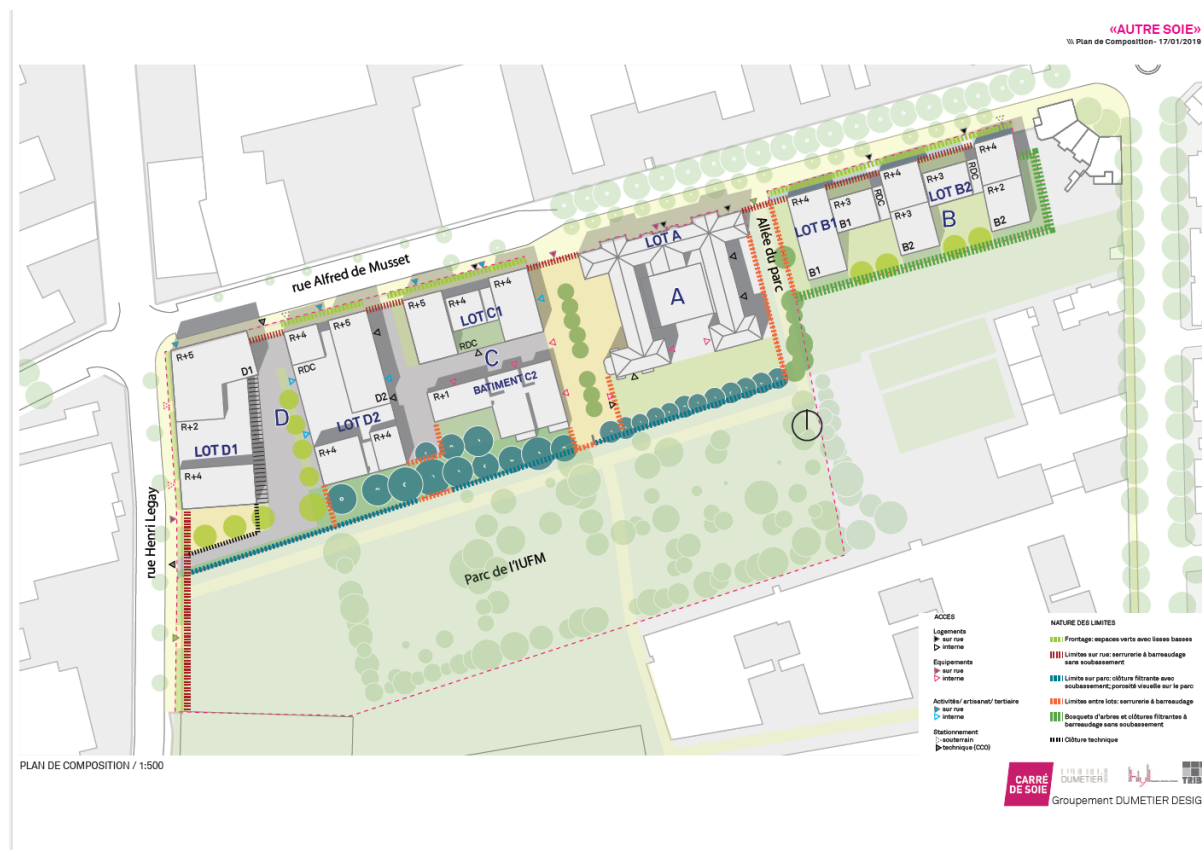 «AUTRE SOIE»
\\\ Plan de Composition- 17/01/2019
rue Alfred de Musset
Allée du parc
rue Henri Legay
Parc de l'IUFM
R+5
D1
R+2
LOT D1
R+4
D
R+4
R+5
RDC
D2
LOT D2
R+4
R+4
R+5
R+4
R+4
LOT C1
RDC
C
BATIMENT C2
R+1
LOT A
A
R+4
R+3
LOT B1
B1
B1
RDC
R+4
R+3
B2
R+3
LOT B2
B
RDC
R+4
R+2
B2
ACCÈS
Logements
sur rue
interne
Equipements
sur rue
interne
Activités/ artisanat/ tertiaire
sur rue
interne
Stationnement
souterrain
technique (CCO)
NATURE DES LIMITES
Frontage: espaces verts avec lisses basses
Limites sur rue: serrurerie à barreaudage
sans soubassement
Limite sur parc: clôture filtrante avec
soubassement; porosité visuelle sur le parc
Limites entre lots: serrurerie à barreaudage
Bosquets d'arbres et clôtures filtrantes à
barreaudage sans soubassement
Clôture technique
PLAN DE COMPOSITION / 1:500
CARRÉ
DE SOIE
DUMETIER
TRIB
Groupement DUMETIER DESIG